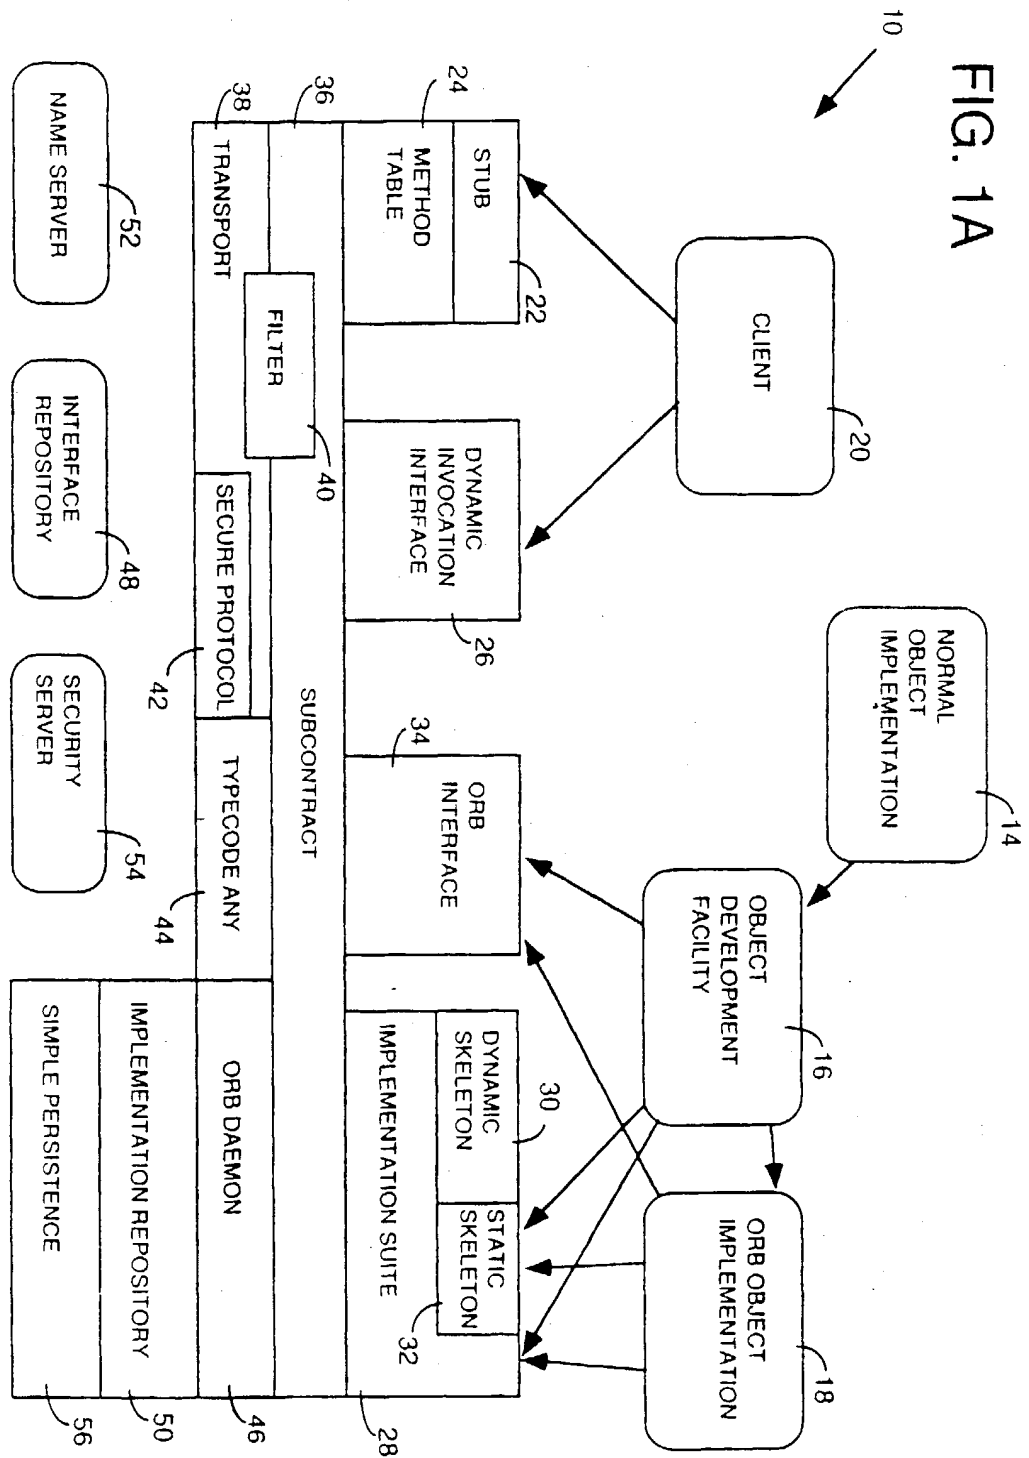 FIG. 1A
10
CLIENT
20
NORMAL
OBJECT
IMPLEMENTATION
14
OBJECT
DEVELOPMENT
FACILITY
16
ORB OBJECT
IMPLEMENTATION
18
STUB
22
24
METHOD
TABLE
DYNAMIC
INVOCATION
INTERFACE
26
ORB
INTERFACE
34
DYNAMIC
SKELETON
30
STATIC
SKELETON
32
IMPLEMENTATION SUITE
28
36
SUBCONTRACT
FILTER
40
38
TRANSPORT
SECURE PROTOCOL
42
TYPECODE ANY
44
ORB DAEMON
46
IMPLEMENTATION REPOSITORY
50
SIMPLE PERSISTENCE
56
NAME SERVER
52
INTERFACE
REPOSITORY
48
SECURITY
SERVER
54